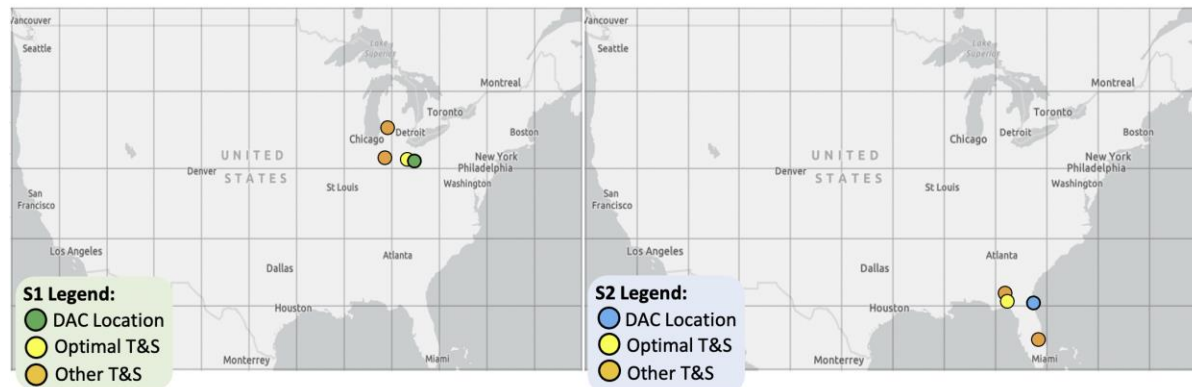 Vancouver
Seattle
Lake
Superior
Montreal
Toronto
Chicago
Detroit
Boston
UNITED
STATES
Denver
New York
Philadelphia
St Louis
Washington
San
Francisco
Los Angeles
Atlanta
Dallas
Houston
Monterrey
Miami
S1 Legend:
DAC Location
Optimal T&S
Other T&S
Vancouver
Seattle
Lake
Superior
Montreal
Toronto
Chicago
Detroit
Boston
UNITED
STATES
Denver
New York
Philadelphia
St Louis
Washington
San
Francisco
Los Angeles
Atlanta
Dallas
Houston
Monterrey
Miami
S2 Legend:
DAC Location
Optimal T&S
Other T&S